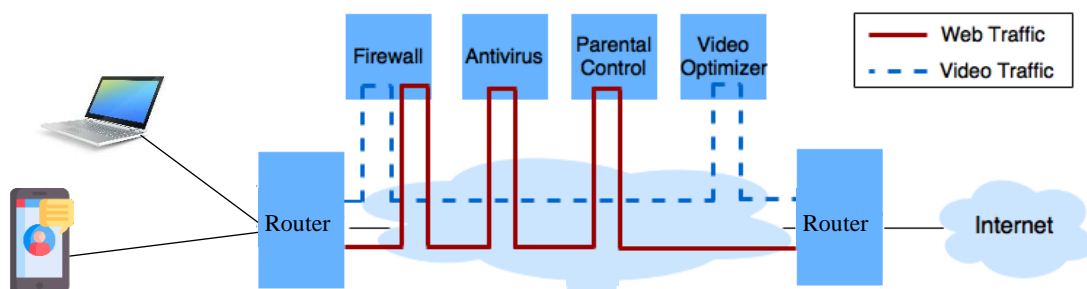 Firewall
Antivirus
Parental
Control
Video
Optimizer
Web Traffic
Video Traffic
Router
Router
Internet